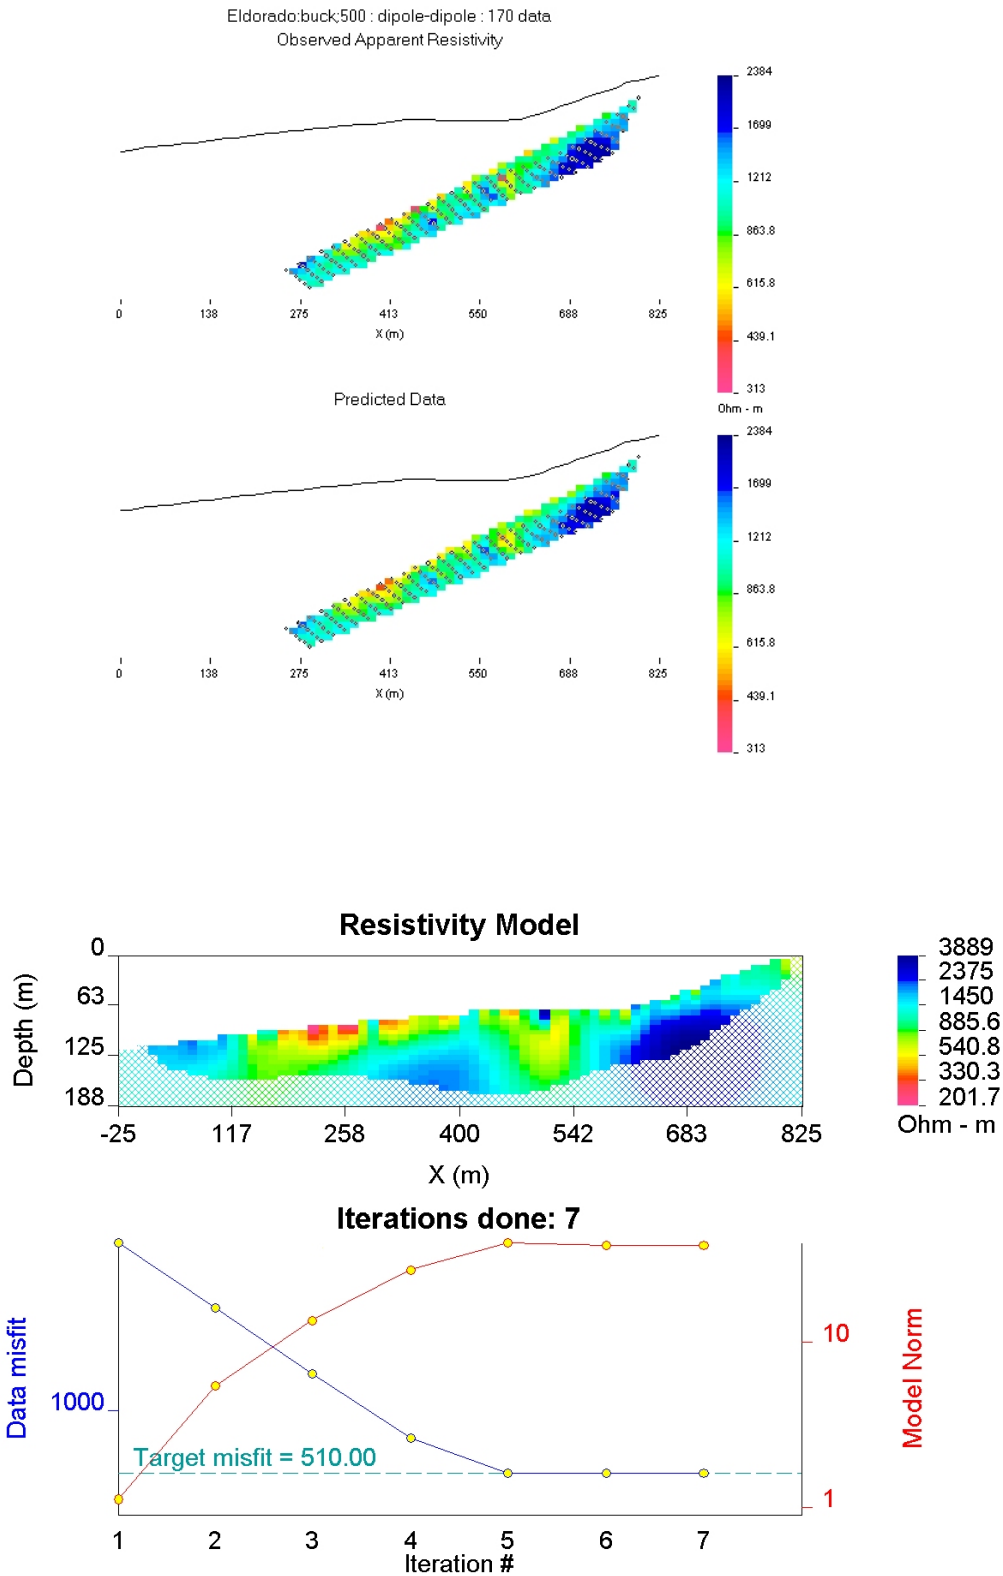 Eldorado:buck;500 : dipole-dipole : 170 data
Observed Apparent Resistivity
2384
1699
1212
863.8
615.8
439.1
313
Ohm - m
0 138 275 413 550 688 825
X (m)
Predicted Data
2384
1699
1212
863.8
615.8
439.1
313
0 138 275 413 550 688 825
X (m)
Resistivity Model
Depth (m)
0
63
125
188
3889
2375
1450
885.6
540.8
330.3
201.7
Ohm - m
-25 117 258 400 542 683 825
X (m)
Iterations done: 7
Data misfit
1000
Target misfit = 510.00
10
1
Model Norm
1 2 3 4 5 6 7
Iteration #